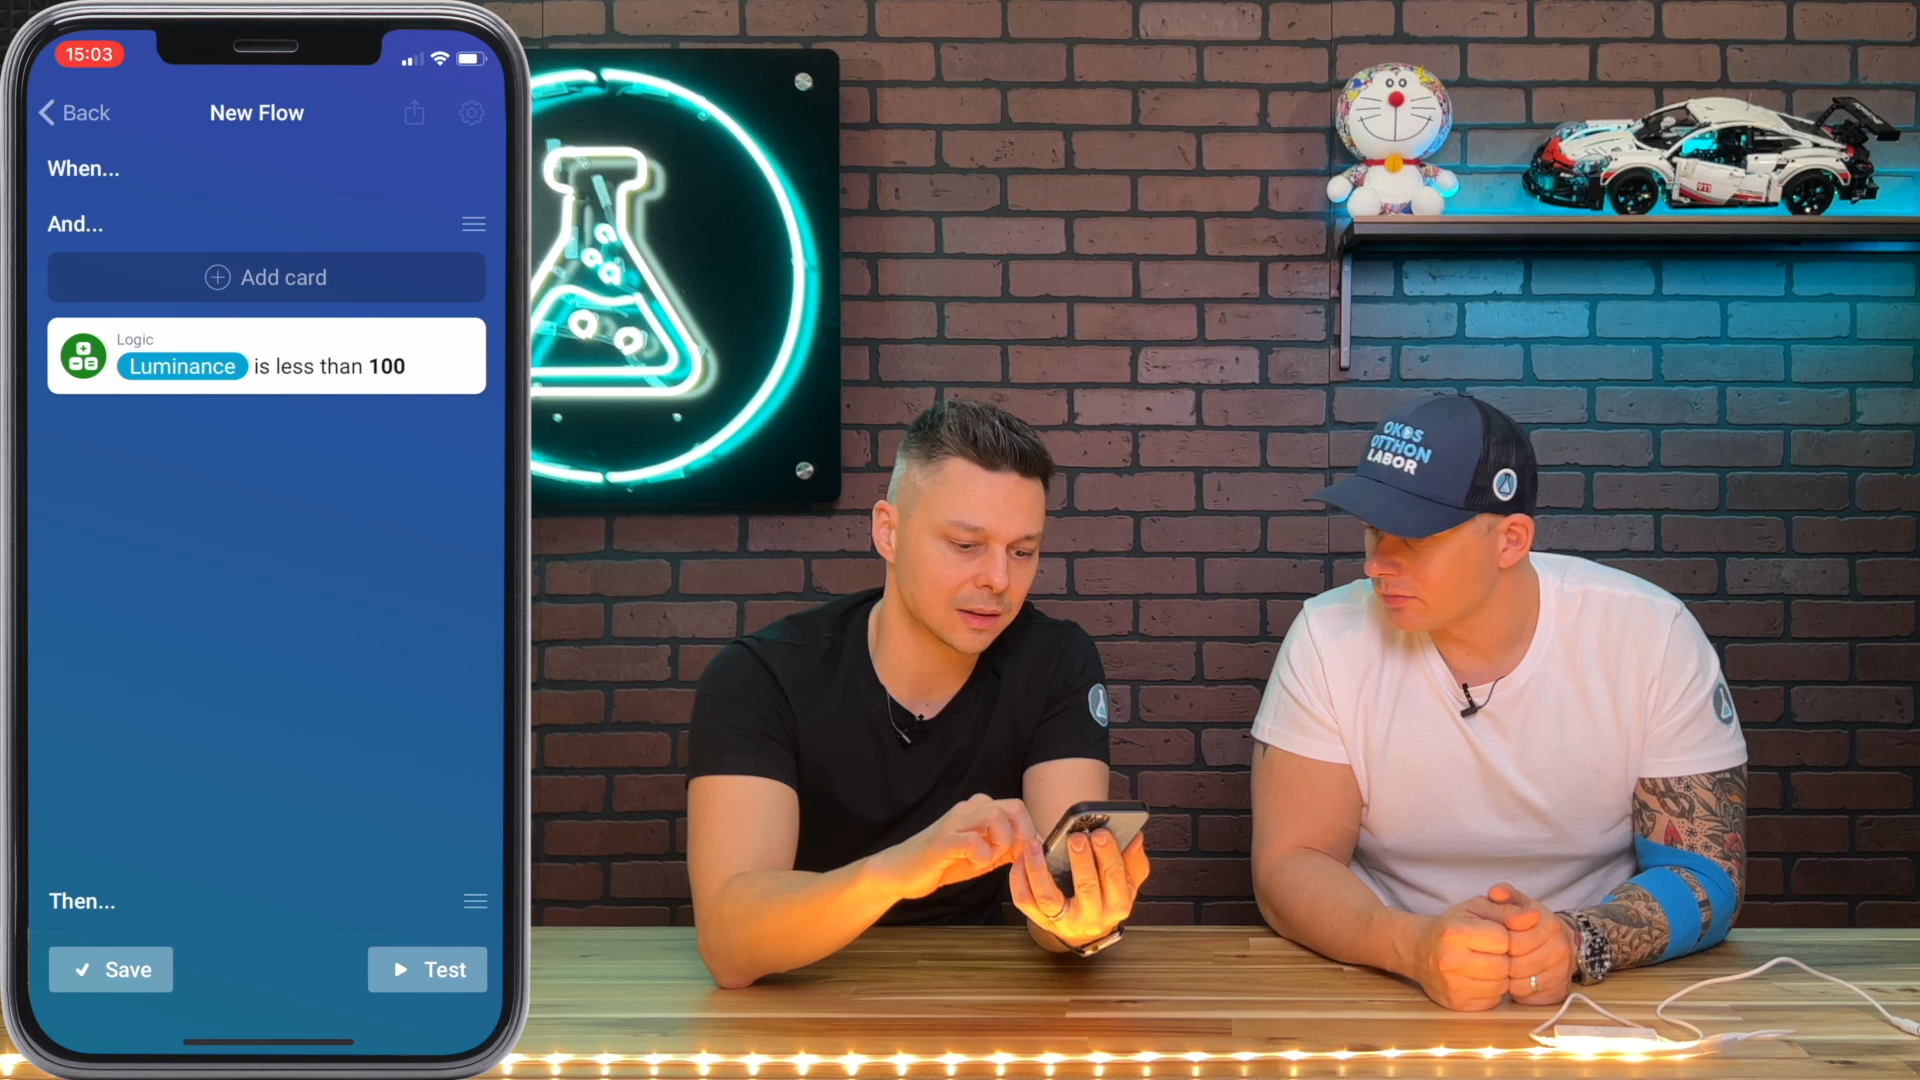 15:03
Back
New Flow
When...
And...
Add card
Logic
Luminance is less than 100
Then...
Save
Test
OKOS
OTTHON
LABOR
911